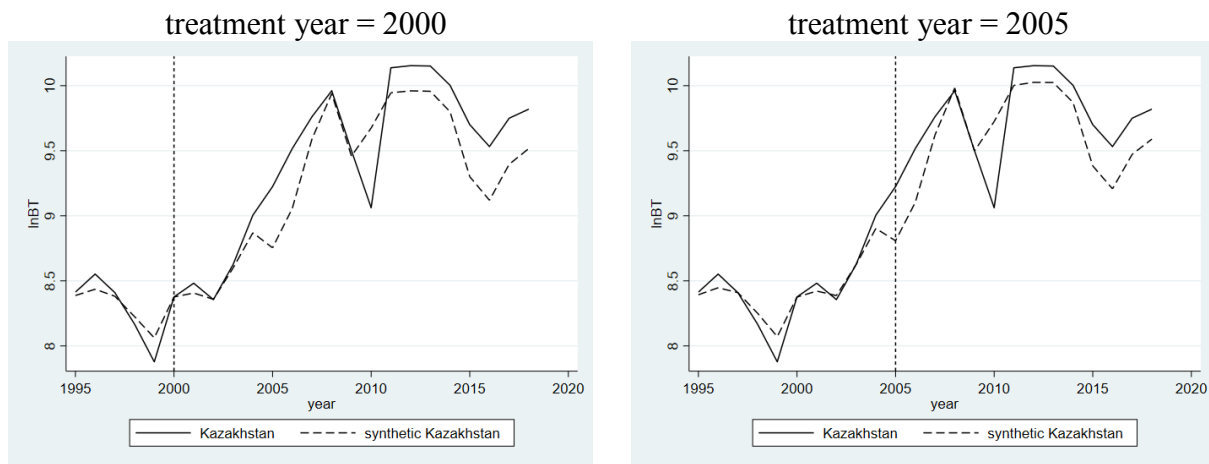 treatment year = 2000
lnBT
10
9.5
9
8.5
8
1995 2000 2005 2010 2015 2020
year
Kazakhstan synthetic Kazakhstan
treatment year = 2005
lnBT
10
9.5
9
8.5
8
1995 2000 2005 2010 2015 2020
year
Kazakhstan synthetic Kazakhstan